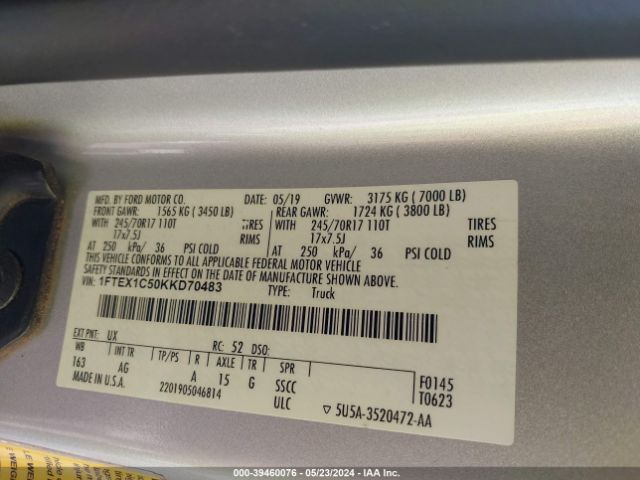 MFD. BY FORD MOTOR CO. DATE: 05/19 GVWR: 3175 KG ( 7000 LB)
FRONT GAWR: 1565 KG ( 3450 LB) REAR GAWR: 1724 KG ( 3800 LB)
WITH 245/70R17 110T TIRES WITH 245/70R17 110T TIRES
17x7.5J RIMS 17x7.5J RIMS
AT 250 kPa/ 36 PSI COLD AT 250 kPa/ 36 PSI COLD
THIS VEHICLE CONFORMS TO ALL APPLICABLE FEDERAL MOTOR VEHICLE
SAFETY STANDARDS IN EFFECT ON THE DATE OF MANUFACTURE SHOWN ABOVE.
VIN: 1FTEX1C50KKD70483 TYPE: Truck
EXT PNT: UX RC: 52 DSO:
WB INT TR TP/PS R AXLE TR SPR
163 AG A 15 G SSCC F0145
MADE IN U.S.A. 2201905046814 ULC T0623
▽ 5U5A-3520472-AA
000-39460076 - 05/23/2024 - IAA Inc.